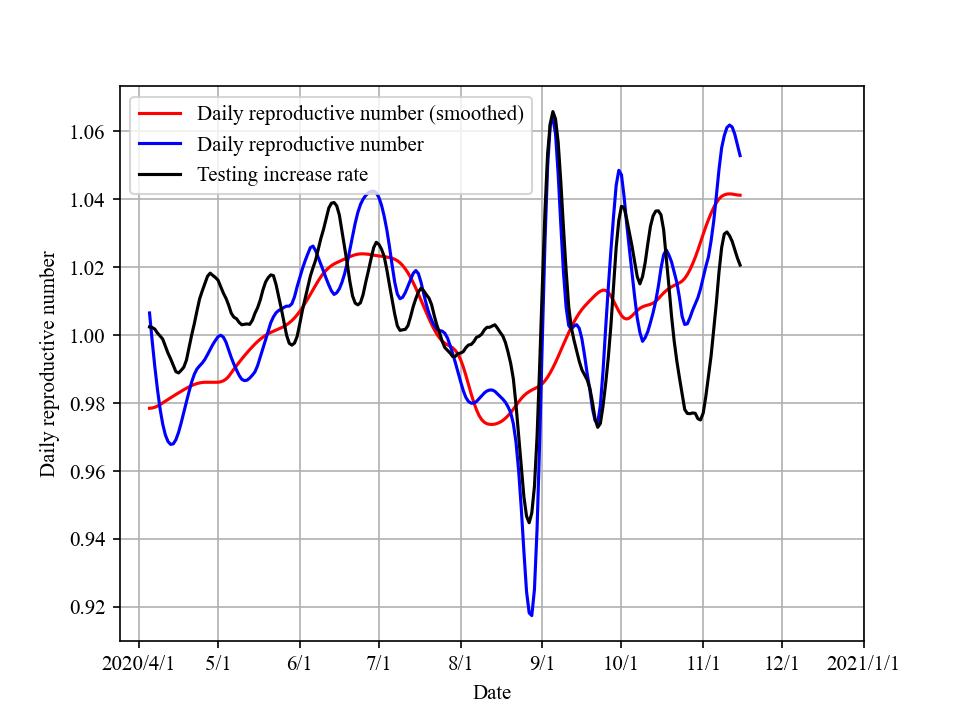 Daily reproductive number (smoothed)
Daily reproductive number
Testing increase rate
1.06
1.04
1.02
1.00
0.98
0.96
0.94
0.92
Daily reproductive number
2020/4/1 5/1 6/1 7/1 8/1 9/1 10/1 11/1 12/1 2021/1/1
Date